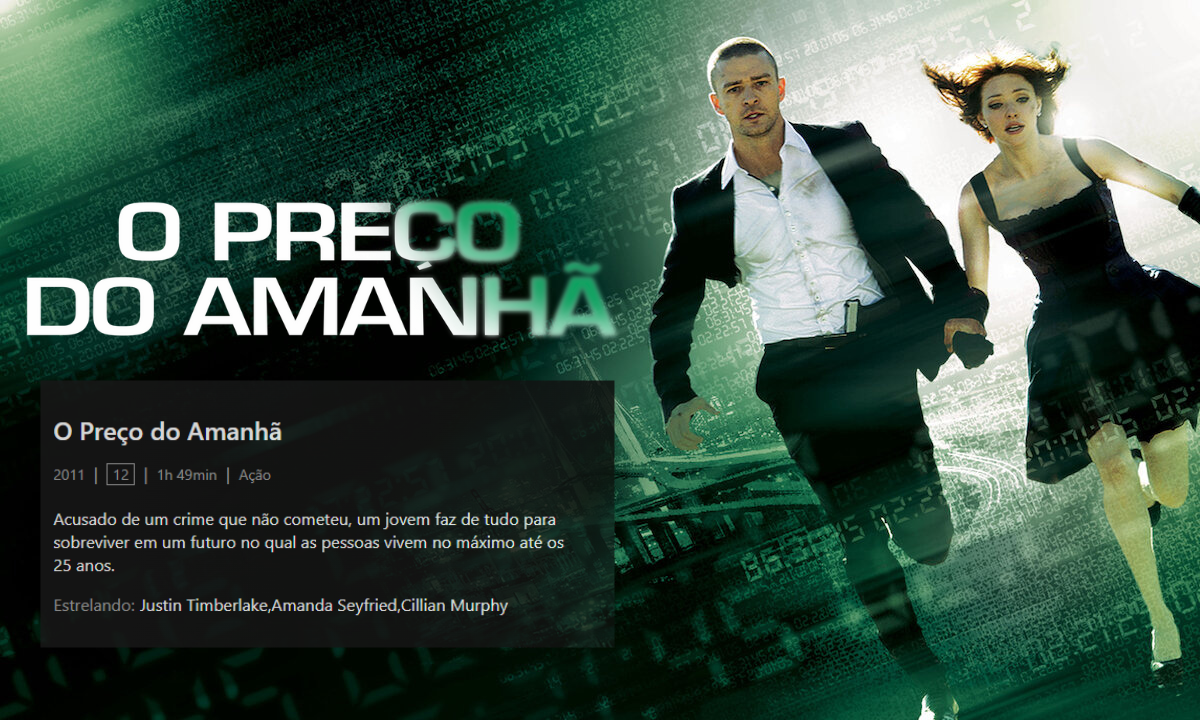 O PREÇO
DO AMANHÃ
O Preço do Amanhã
2011 | 12 | 1h 49min | Ação
Acusado de um crime que não cometeu, um jovem faz de tudo para
sobreviver em um futuro no qual as pessoas vivem no máximo até os
25 anos.
Estrelando: Justin Timberlake,Amanda Seyfried,Cillian Murphy